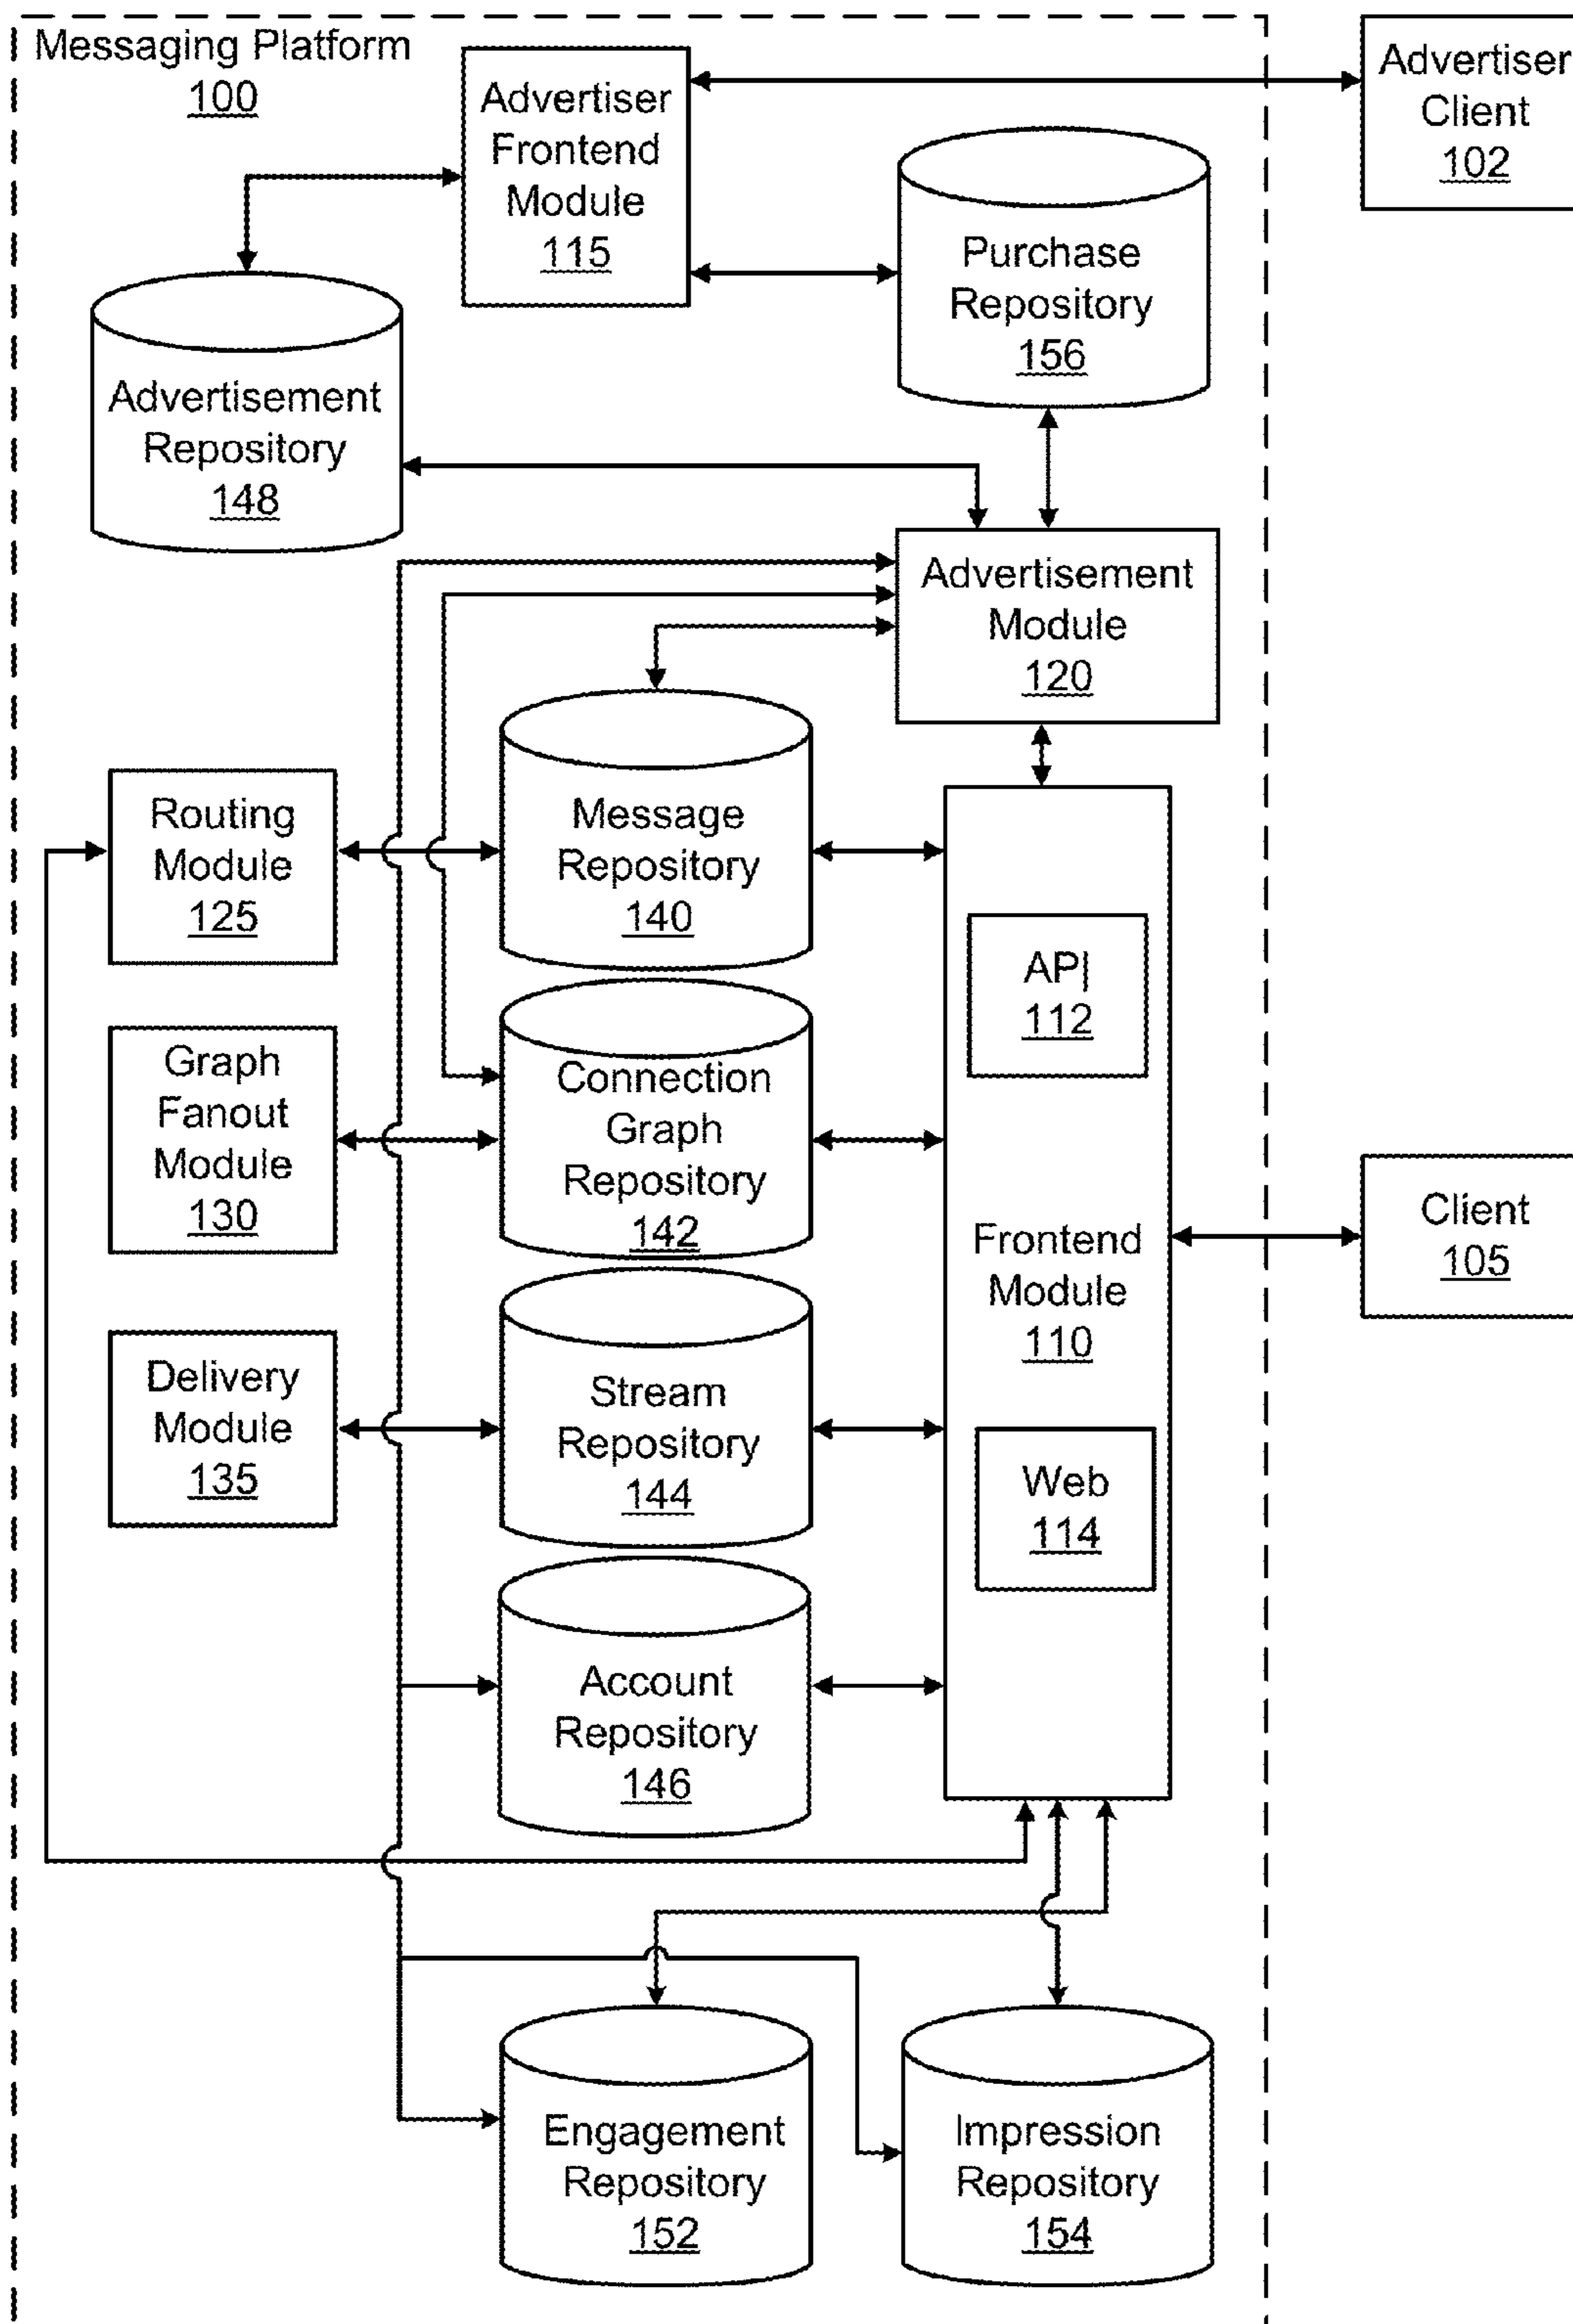 Messaging Platform
100
Advertiser
Frontend
Module
115
Advertiser
Client
102
Purchase
Repository
156
Advertisement
Repository
148
Advertisement
Module
120
Routing
Module
125
Message
Repository
140
API
112
Graph
Fanout
Module
130
Connection
Graph
Repository
142
Frontend
Module
110
Client
105
Delivery
Module
135
Stream
Repository
144
Web
114
Account
Repository
146
Engagement
Repository
152
Impression
Repository
154